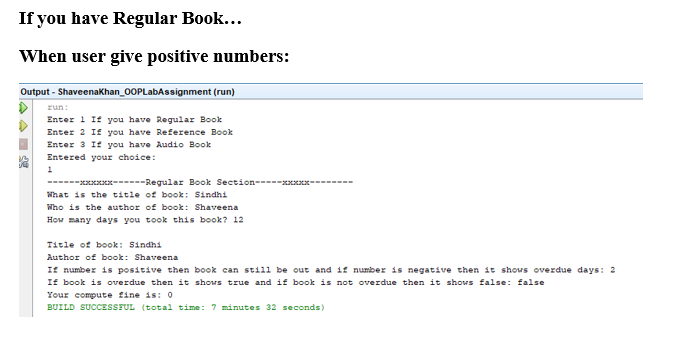 If you have Regular Book…
When user give positive numbers:
Output - ShaveenaKhan_OOPLabAssignment (run)
run:
Enter 1 If you have Regular Book
Enter 2 If you have Reference Book
Enter 3 If you have Audio Book
Entered your choice:
1
------xxxxxx------Regular Book Section-----xxxxx--------
What is the title of book: Sindhi
Who is the author of book: Shaveena
How many days you took this book? 12
Title of book: Sindhi
Author of book: Shaveena
If number is positive then book can still be out and if number is negative then it shows overdue days: 2
If book is overdue then it shows true and if book is not overdue then it shows false: false
Your compute fine is: 0
BUILD SUCCESSFUL (total time: 7 minutes 32 seconds)